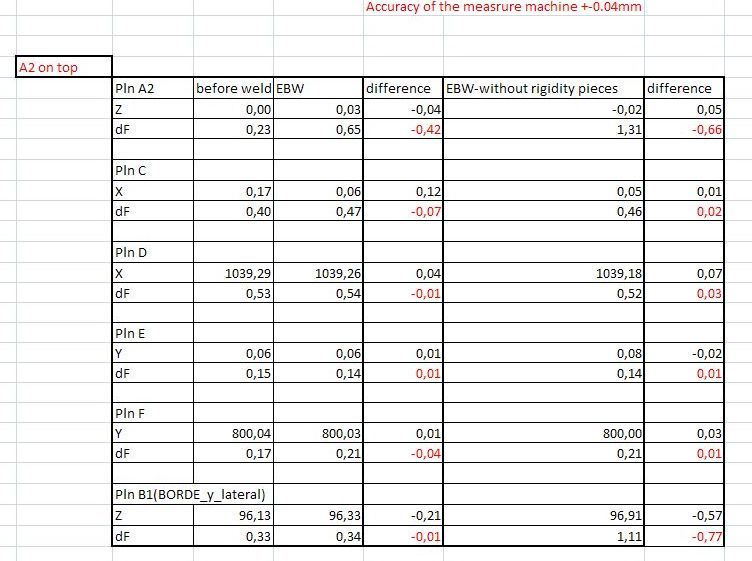 Accuracy of the measrure machine +-0.04mm
A2 on top
Pln A2 before weld EBW difference EBW-without rigidity pieces difference
Z 0,00 0,03 -0,04 -0,02 0,05
dF 0,23 0,65 -0,42 1,31 -0,66
Pln C
X 0,17 0,06 0,12 0,05 0,01
dF 0,40 0,47 -0,07 0,46 0,02
Pln D
X 1039,29 1039,26 0,04 1039,18 0,07
dF 0,53 0,54 -0,01 0,52 0,03
Pln E
Y 0,06 0,06 0,01 0,08 -0,02
dF 0,15 0,14 0,01 0,14 0,01
Pln F
Y 800,04 800,03 0,01 800,00 0,03
dF 0,17 0,21 -0,04 0,21 0,01
Pln B1(BORDE_y_lateral)
Z 96,13 96,33 -0,21 96,91 -0,57
dF 0,33 0,34 -0,01 1,11 -0,77